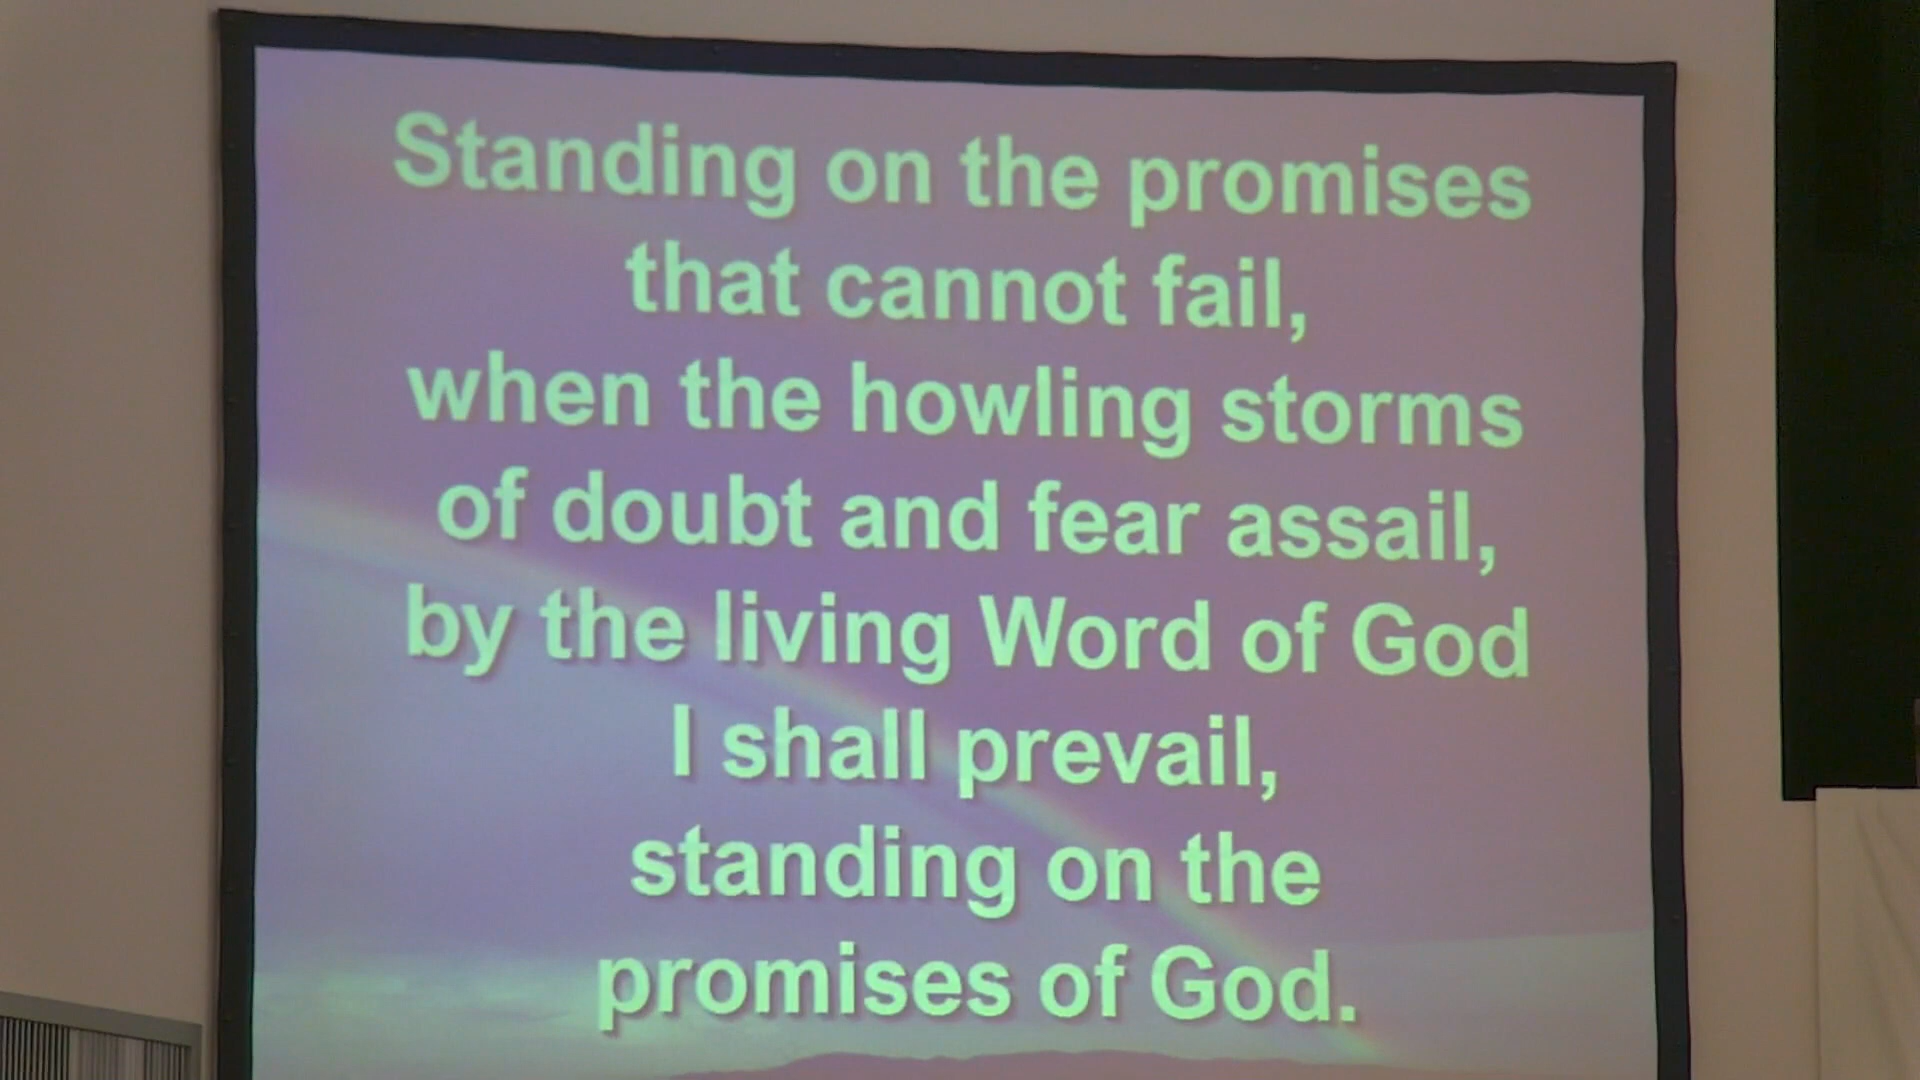 Standing on the promises
that cannot fail,
when the howling storms
of doubt and fear assail,
by the living Word of God
I shall prevail,
standing on the
promises of God.